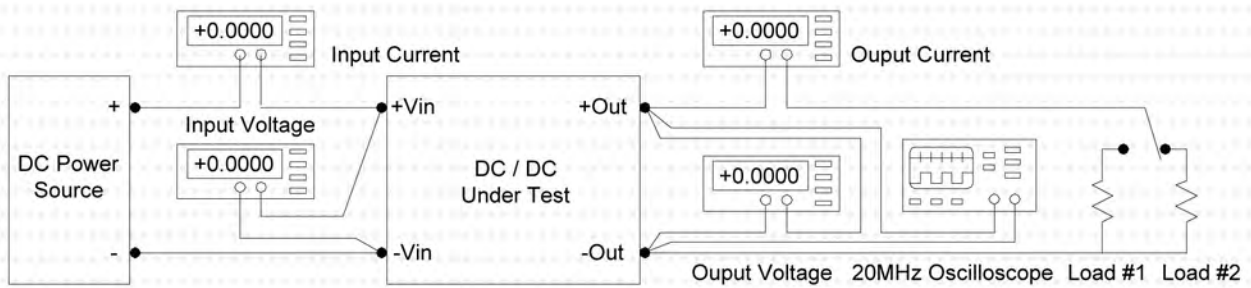 +0.0000
Input Current
+0.0000
Ouput Current
+
+Vin
+Out
Input Voltage
+0.0000
+0.0000
DC Power
Source
DC / DC
Under Test
-
-Vin
-Out
Ouput Voltage
20MHz Oscilloscope
Load #1
Load #2